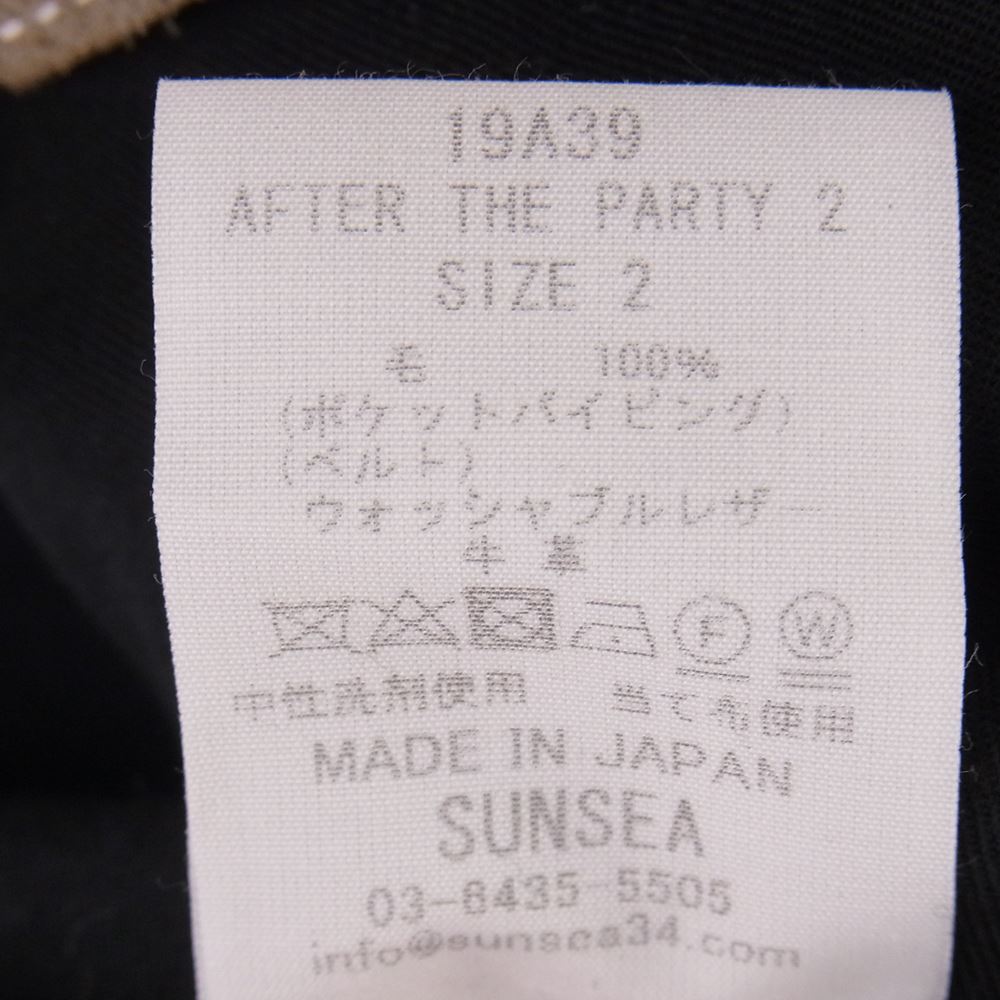 19A39
AFTER THE PARTY 2
SIZE 2
毛 100%
(ポケットパイピング)
(ベルト)
ウォッシャブルレザー
牛革
F W
中性洗剤使用 当て布使用
MADE IN JAPAN
SUNSEA
03-6435-5505
info@sunsea34.com